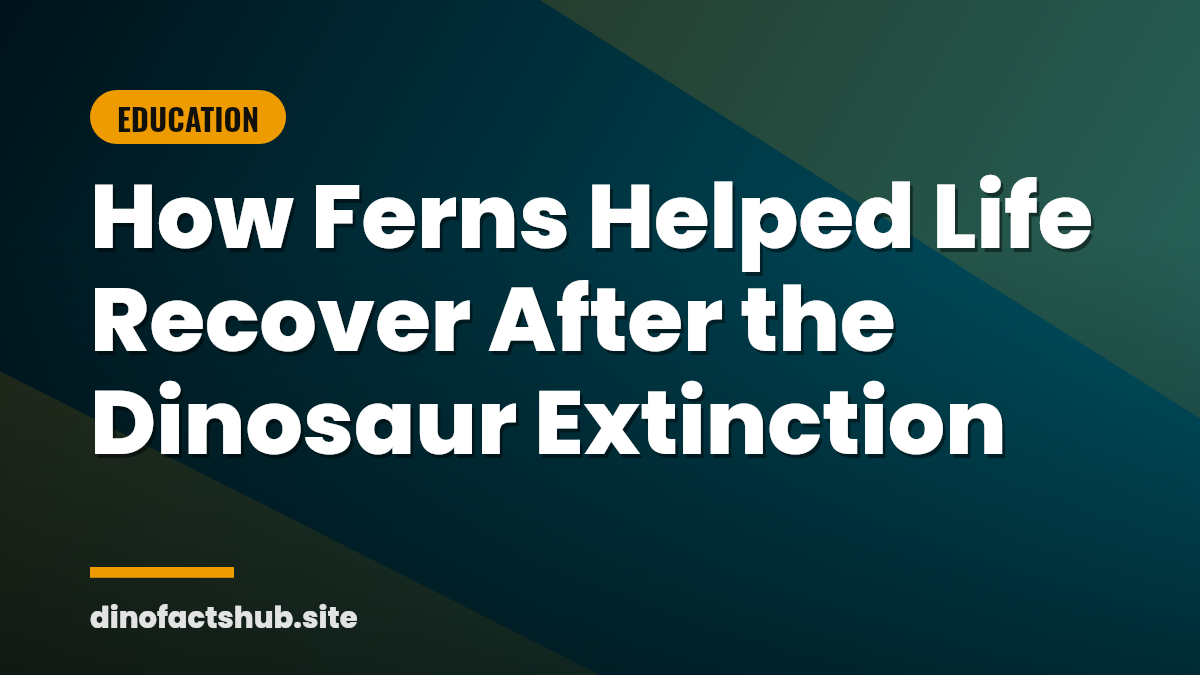 EDUCATION
How Ferns Helped Life
Recover After the
Dinosaur Extinction
dinofactshub.site